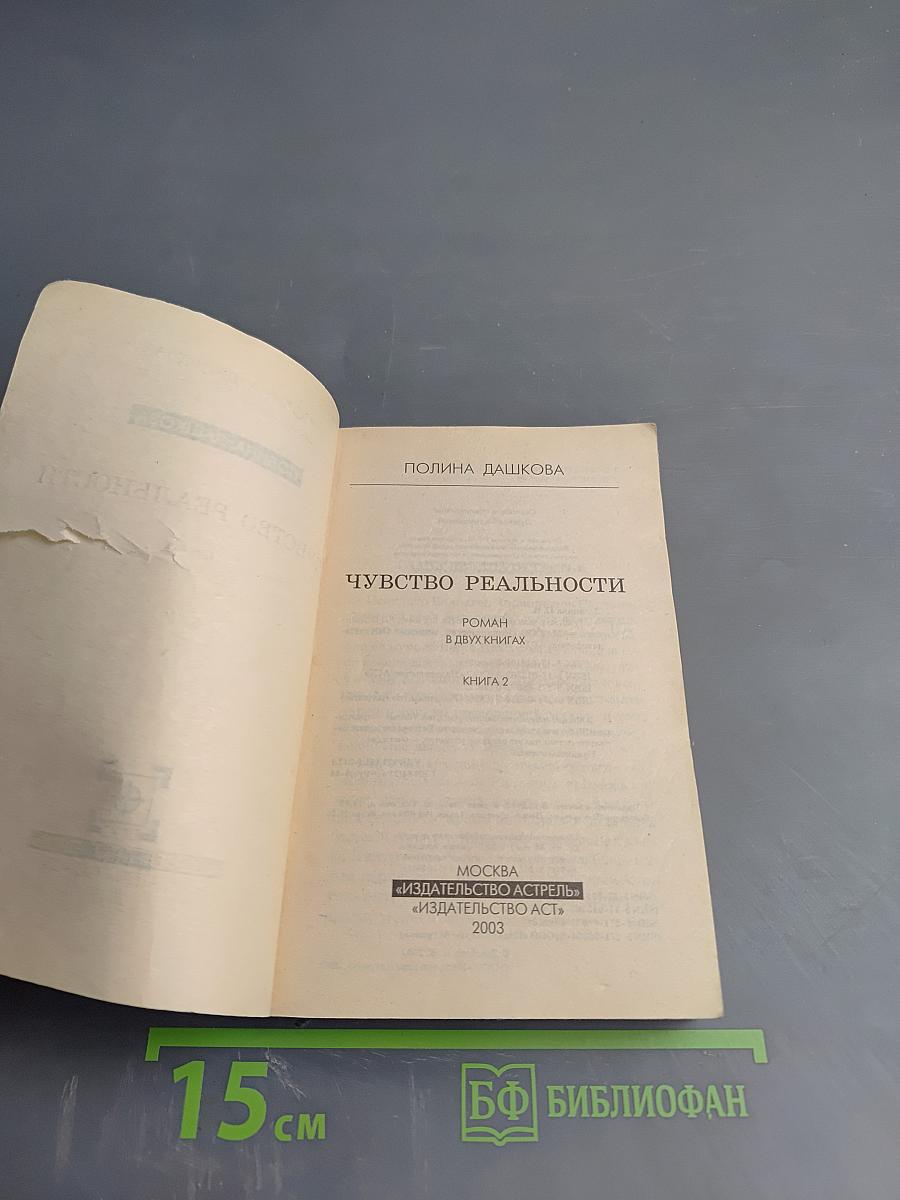 ПОЛИНА ДАШКОВА
ЧУВСТВО РЕАЛЬНОСТИ
РОМАН
В ДВУХ КНИГАХ
КНИГА 2
МОСКВА
«ИЗДАТЕЛЬСТВО АСТРЕЛЬ»
«ИЗДАТЕЛЬСТВО АСТ»
2003
15 см
БФ БИБЛИОФАН